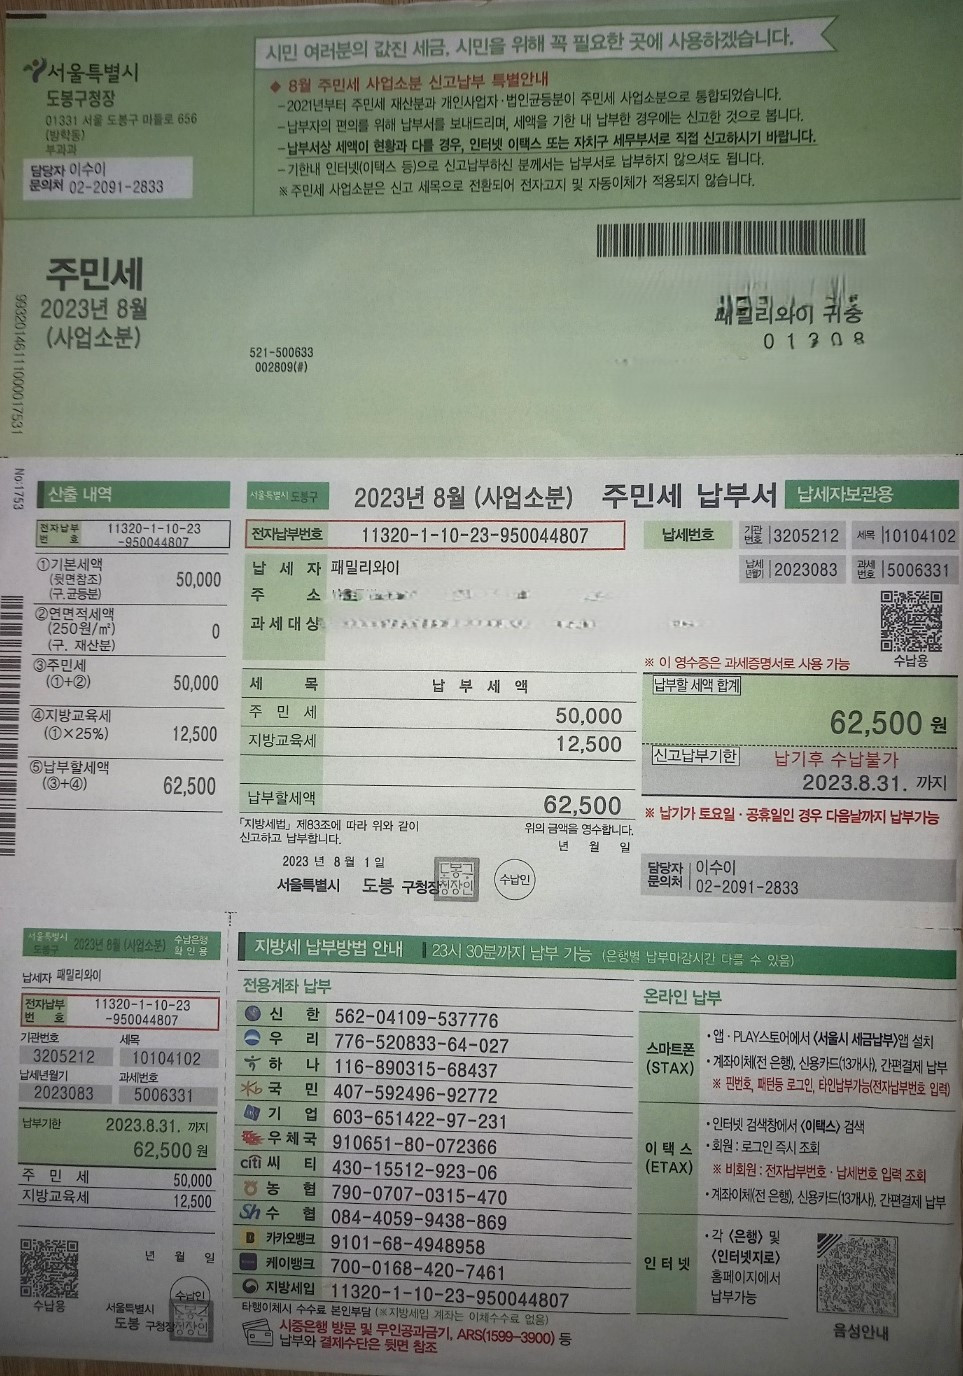 시민 여러분의 값진 세금, 시민을 위해 꼭 필요한 곳에 사용하겠습니다.
서울특별시
도봉구청장
01331 서울 도봉구 마들로 656
(방학동)
부과과
담당자 이수이
문의처 02-2091-2833
◆ 8월 주민세 사업소분 신고납부 특별안내
-2021년부터 주민세 재산분과 개인사업자·법인균등분이 주민세 사업소분으로 통합되었습니다.
-납부자의 편의를 위해 납부서를 보내드리며, 세액을 기한 내 납부한 경우에는 신고한 것으로 봅니다.
-납부서상 세액이 현황과 다를 경우, 인터넷 이택스 또는 자치구 세무부서로 직접 신고하시기 바랍니다.
-기한내 인터넷(이택스 등)으로 신고납부하신 분께서는 납부서로 납부하지 않으셔도 됩니다.
※ 주민세 사업소분은 신고 세목으로 전환되어 전자고지 및 자동이체가 적용되지 않습니다.
주민세
2023년 8월
(사업소분)
521-500633
002809(#)
패밀리와이 귀중
01308
No:1753
산출 내역
전자납부번호 11320-1-10-23-950044807
①기본세액 (뒷면참조) (구.균등분) 50,000
②연면적세액 (250원/㎡) (구. 재산분) 0
③주민세 (①+②) 50,000
④지방교육세 (①×25%) 12,500
⑤납부할세액 (③+④) 62,500
서울특별시 도봉구 2023년 8월 (사업소분) 주민세 납부서 납세자보관용
전자납부번호 11320-1-10-23-950044807
납세번호 기관번호 3205212 세목 10104102
납세년월기 2023083 과세번호 5006331
납 세 자 패밀리와이
주 소
과세대상
수납용
※ 이 영수증은 과세증명서로 사용 가능
세 목 납 부 세 액
주 민 세 50,000
지방교육세 12,500
납부할세액 62,500
납부할 세액 합계
62,500 원
신고납부기한 납기후 수납불가
2023.8.31. 까지
※ 납기가 토요일·공휴일인 경우 다음날까지 납부가능
「지방세법」 제83조에 따라 위와 같이
신고하고 납부합니다.
위의 금액을 영수합니다.
년 월 일
2023 년 8 월 1 일
서울특별시 도봉 구청장
도봉구청장인
수납인
담당자 이수이
문의처 02-2091-2833
서울특별시 도봉구 2023년 8월 (사업소분) 수납은행 확인용
납세자 패밀리와이
전자납부번호 11320-1-10-23-950044807
기관번호 세목
3205212 10104102
납세년월기 과세번호
2023083 5006331
납부기한 2023.8.31. 까지
62,500 원
주 민 세 50,000
지방교육세 12,500
년 월 일
수납용
수납인
서울특별시
도봉 구청장
도봉구청장인
지방세 납부방법 안내 23시 30분까지 납부 가능 (은행별 납부마감시간 다를 수 있음)
전용계좌 납부
신 한 562-04109-537776
우 리 776-520833-64-027
하 나 116-890315-68437
국 민 407-592496-92772
기 업 603-651422-97-231
우체국 910651-80-072366
citi 씨 티 430-15512-923-06
농 협 790-0707-0315-470
Sh 수 협 084-4059-9438-869
B 카카오뱅크 9101-68-4948958
케이뱅크 700-0168-420-7461
지방세입 11320-1-10-23-950044807
타행이체시 수수료 본인부담 (※지방세입 계좌는 이체수수료 없음)
시중은행 방문 및 무인공과금기, ARS(1599-3900) 등
납부와 결제수단은 뒷면 참조
온라인 납부
스마트폰
(STAX)
·앱·PLAY스토어에서 <서울시 세금납부>앱 설치
·계좌이체(전 은행), 신용카드(13개사), 간편결제 납부
※ 핀번호, 패턴등 로그인, 타인납부가능(전자납부번호 입력)
이 택 스
(ETAX)
·인터넷 검색창에서 <이택스> 검색
·회원 : 로그인 즉시 조회
※ 비회원 : 전자납부번호·납세번호 입력 조회
·계좌이체(전 은행), 신용카드(13개사), 간편결제 납부
인 터 넷
·각 <은행> 및
<인터넷지로>
홈페이지에서
납부가능
음성안내